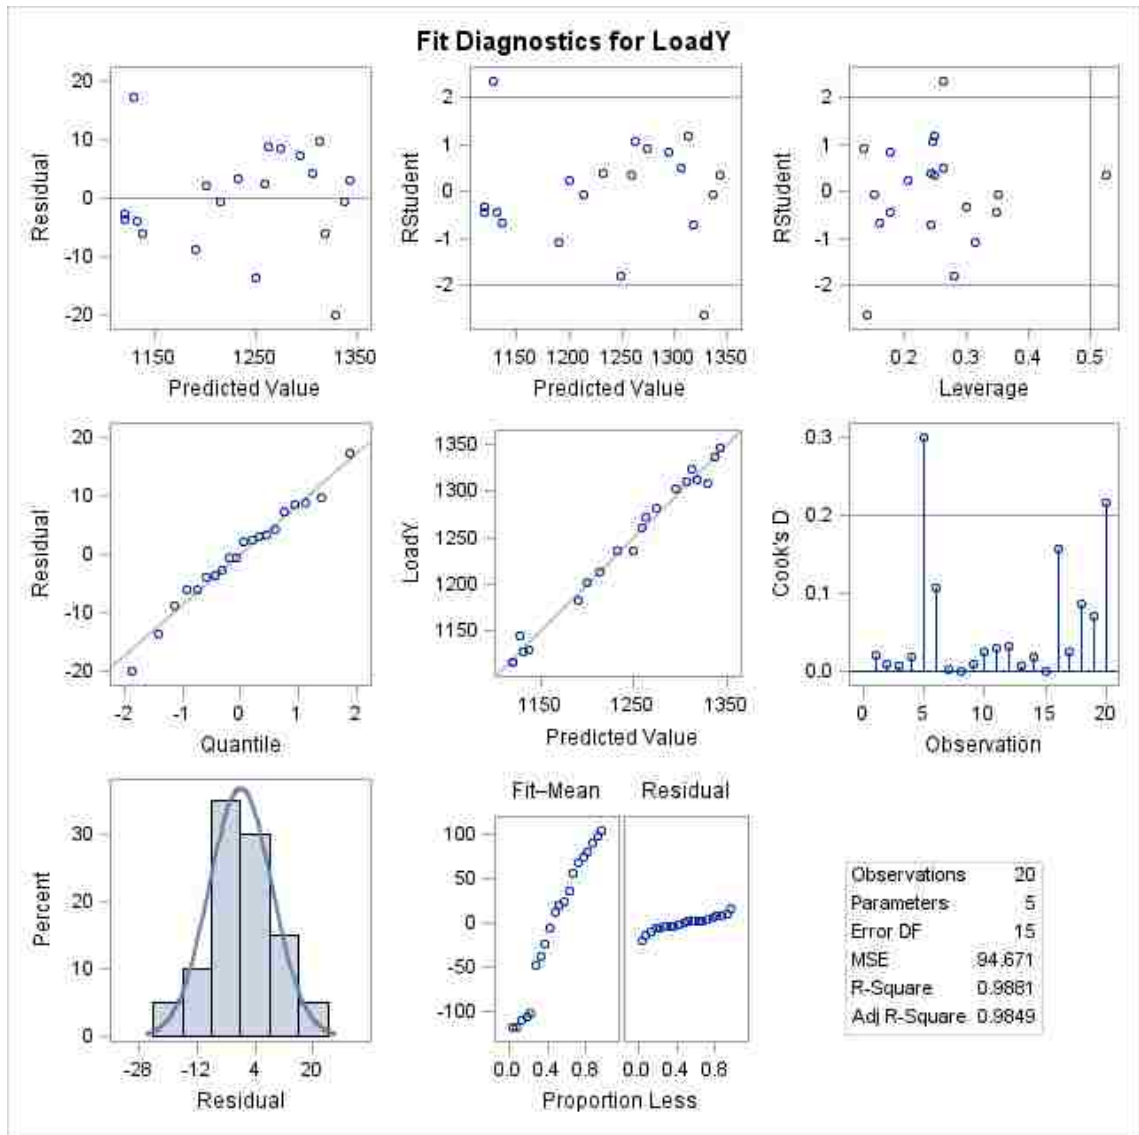 Fit Diagnostics for LoadY
20
10
0
-10
-20
Residual
1150 1250 1350
Predicted Value
2
1
0
-1
-2
RStudent
1150 1200 1250 1300 1350
Predicted Value
2
1
0
-1
-2
RStudent
0.2 0.3 0.4 0.5
Leverage
20
10
0
-10
-20
Residual
-2 -1 0 1 2
Quantile
1350
1300
1250
1200
1150
LoadY
1150 1250 1350
Predicted Value
0.3
0.2
0.1
0.0
Cook's D
0 5 10 15 20
Observation
30
20
10
0
Percent
-28 -12 4 20
Residual
Fit–Mean Residual
100
50
0
-50
-100
0.0 0.4 0.8 0.0 0.4 0.8
Proportion Less
Observations 20
Parameters 5
Error DF 15
MSE 94.671
R-Square 0.9881
Adj R-Square 0.9849